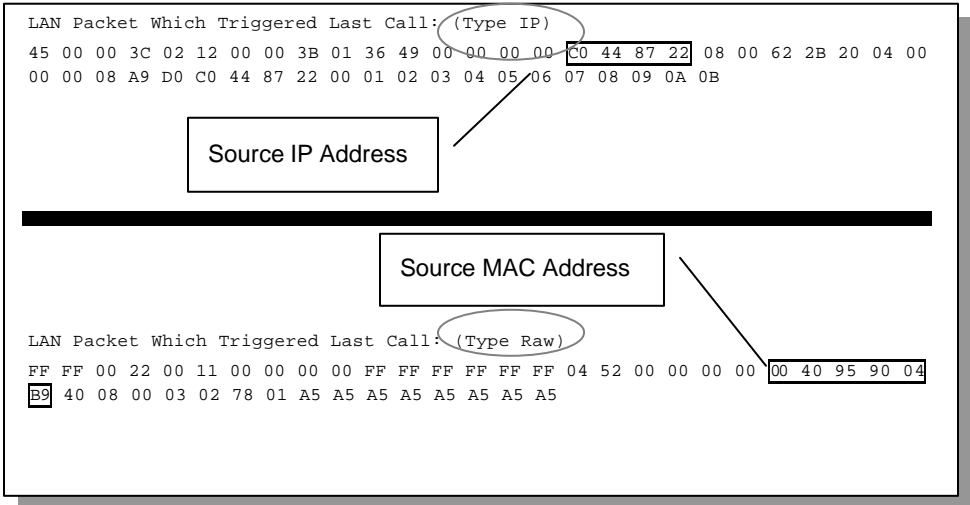 LAN Packet Which Triggered Last Call: (Type IP)
45 00 00 3C 02 12 00 00 3B 01 36 49 00 00 00 00 C0 44 87 22 08 00 62 2B 20 04 00
00 00 08 A9 D0 C0 44 87 22 00 01 02 03 04 05 06 07 08 09 0A 0B
Source IP Address
Source MAC Address
LAN Packet Which Triggered Last Call: (Type Raw)
FF FF 00 22 00 11 00 00 00 00 FF FF FF FF FF FF 04 52 00 00 00 00 00 40 95 90 04
B9 40 08 00 03 02 78 01 A5 A5 A5 A5 A5 A5 A5 A5